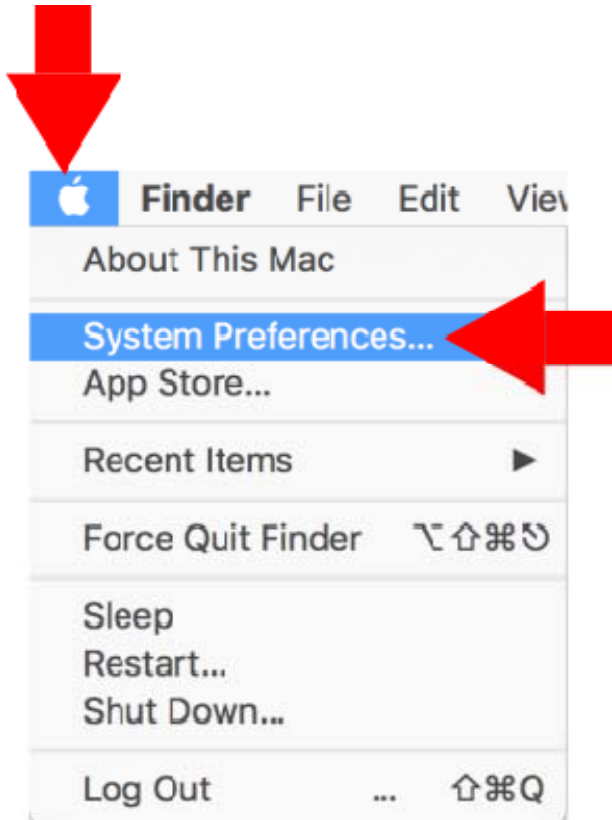 Finder File Edit View
About This Mac
System Preferences...
App Store...
Recent Items ▶
Force Quit Finder ⌥⇧⌘⎋
Sleep
Restart...
Shut Down...
Log Out ... ⇧⌘Q